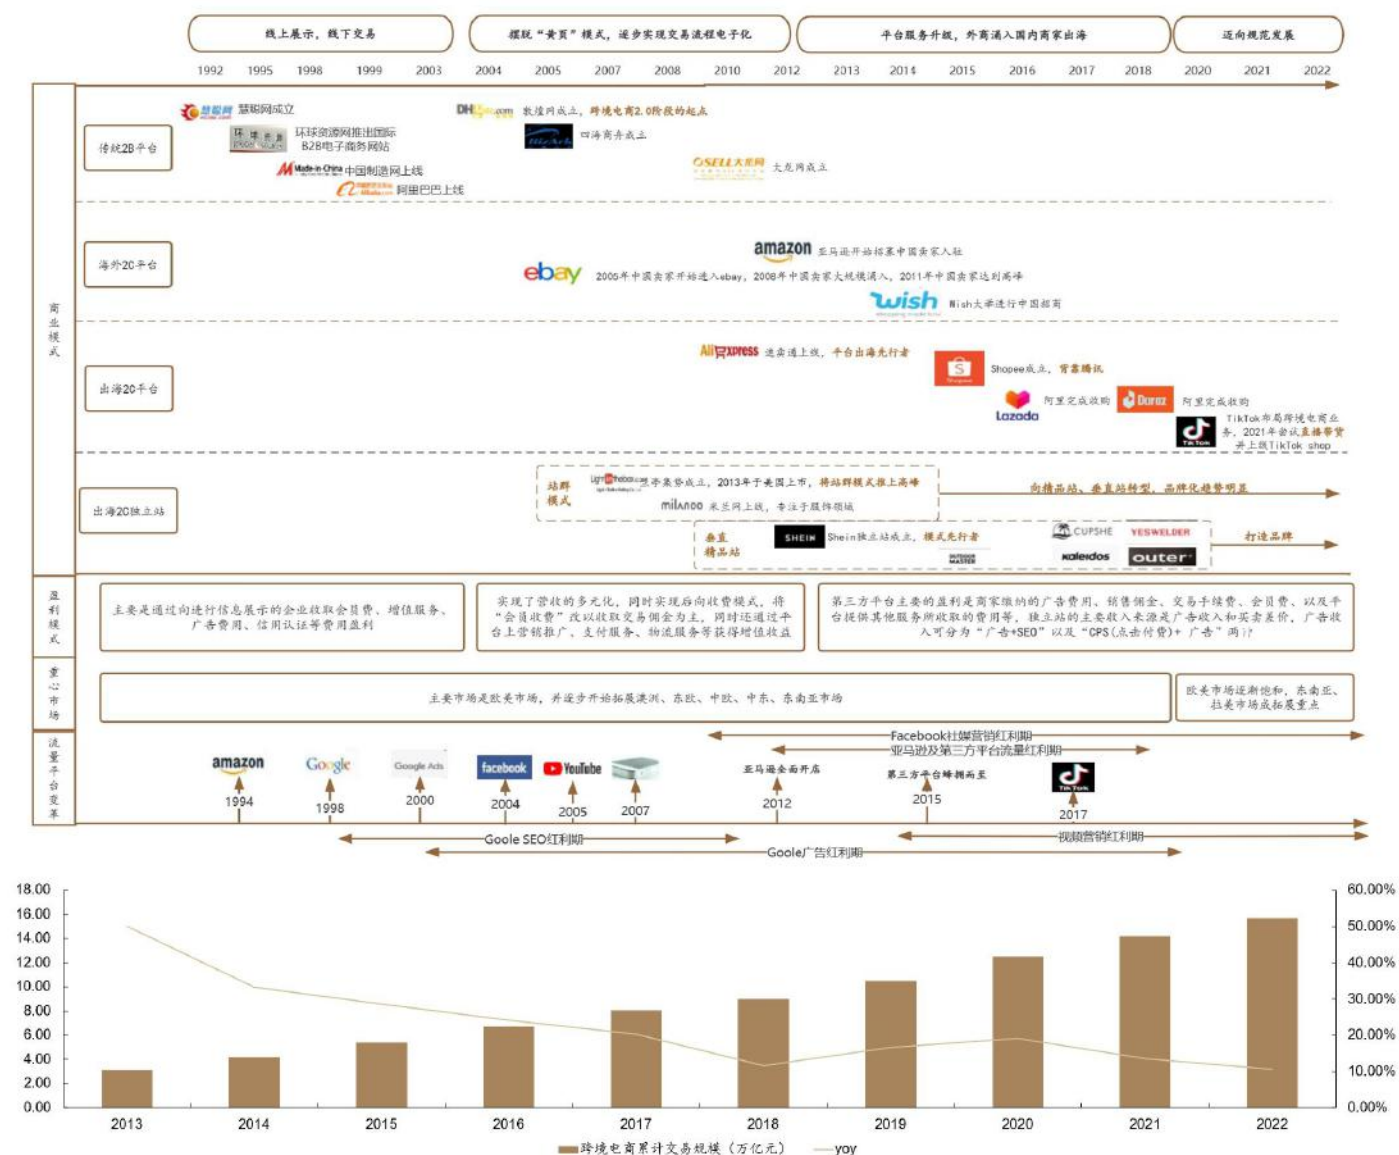 线上展示，线下交易
摆脱“黄页”模式，逐步实现交易流程电子化
平台服务升级，外商涌入国内商家出海
迈向规范发展
1992 1995 1998 1999 2003 2004 2005 2007 2008 2010 2012 2013 2014 2015 2016 2017 2018 2020 2021 2022
商业模式
传统2B平台
慧聪网 慧聪网成立
DH.com 敦煌网成立，跨境电商2.0阶段的起点
环球资源 环球资源网推出国际
B2B电子商务网站
四海商舟成立
Made-in-China 中国制造网上线
OSELL大龙网 大龙网成立
阿里巴巴上线
海外2C平台
amazon 亚马逊开始招募中国卖家入驻
ebay 2005年中国卖家开始进入ebay，2008年中国卖家大规模涌入，2011年中国卖家达到高峰
wish Wish大举进行中国招商
出海2C平台
AliExpress 速卖通上线，平台出海先行者
Shopee Shopee成立，背靠腾讯
Lazada 阿里完成收购
Daraz 阿里完成收购
TikTok TikTok布局跨境电商业
务，2021年尝试直播带货
并上线TikTok shop
出海2C独立站
站群
模式
Lightinthebox.com 兰亭集势成立，2013年于美国上市，将站群模式推上高峰
milanoo 米兰网上线，专注于服饰领域
向精品站、垂直站转型，品牌化趋势明显
垂直
精品站
SHEIN Shein独立站成立，模式先行者
OUTDOOR
MASTER
CUPSHE YESWELDER
kaleidos outer
打造品牌
盈利模式
主要是通过向进行信息展示的企业收取会员费、增值服务、
广告费用、信用认证等费用盈利
实现了营收的多元化，同时实现后向收费模式，将
“会员收费”改以收取交易佣金为主，同时还通过平
台上营销推广、支付服务、物流服务等获得增值收益
第三方平台主要的盈利是商家缴纳的广告费用、销售佣金、交易手续费、会员费、以及平
台提供其他服务所收取的费用等，独立站的主要收入来源是广告收入和买卖差价，广告收
入可分为“广告+SEO”以及“CPS(点击付费)+ 广告”两种
重心市场
主要市场是欧美市场，并逐步开始拓展澳洲、东欧、中欧、中东、东南亚市场
欧美市场逐渐饱和，东南亚、
拉美市场成拓展重点
流量平台变革
Facebook社媒营销红利期
亚马逊及第三方平台流量红利期
amazon Google Google Ads facebook YouTube 亚马逊全面开店 第三方平台蜂拥而至 TikTok
1994 1998 2000 2004 2005 2007 2012 2015 2017
Goole SEO红利期
视频营销红利期
Goole广告红利期
18.00
16.00
14.00
12.00
10.00
8.00
6.00
4.00
2.00
0.00
60.00%
50.00%
40.00%
30.00%
20.00%
10.00%
0.00%
2013 2014 2015 2016 2017 2018 2019 2020 2021 2022
跨境电商累计交易规模（万亿元） yoy